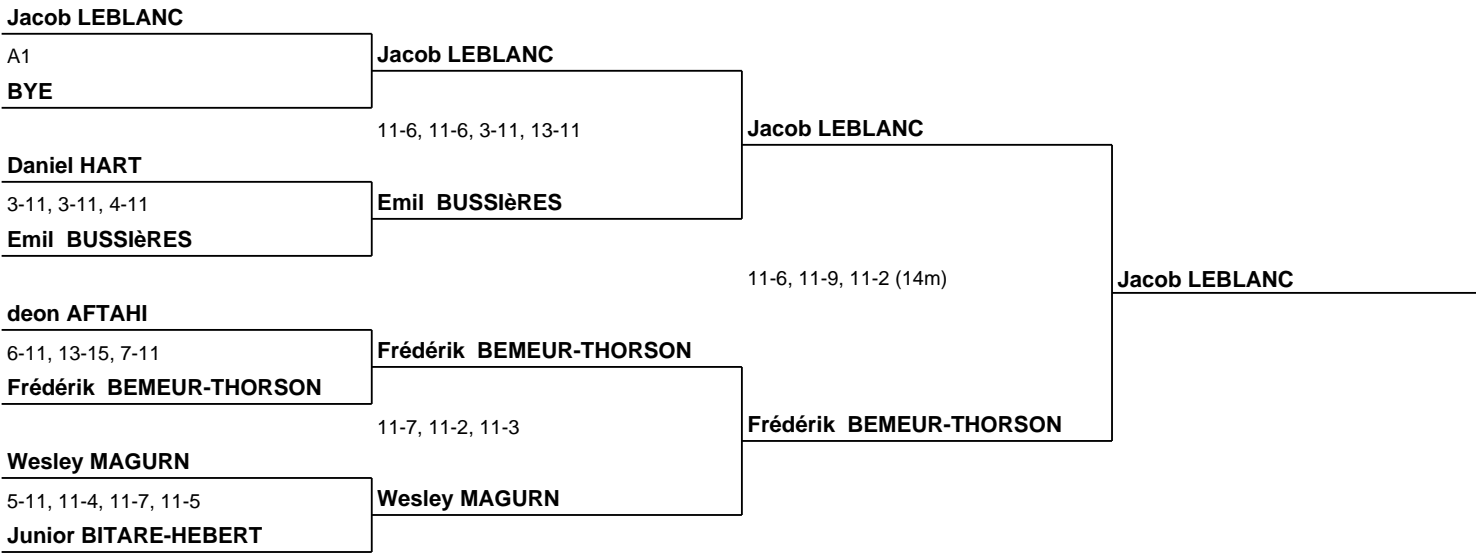 Jacob LEBLANC
A1
BYE
Daniel HART
3-11, 3-11, 4-11
Emil  BUSSIèRES
deon AFTAHI
6-11, 13-15, 7-11
Frédérik  BEMEUR-THORSON
Wesley MAGURN
5-11, 11-4, 11-7, 11-5
Junior BITARE-HEBERT
Jacob LEBLANC
11-6, 11-6, 3-11, 13-11
Emil  BUSSIèRES
Frédérik  BEMEUR-THORSON
11-7, 11-2, 11-3
Wesley MAGURN
Jacob LEBLANC
11-6, 11-9, 11-2 (14m)
Frédérik  BEMEUR-THORSON
Jacob LEBLANC